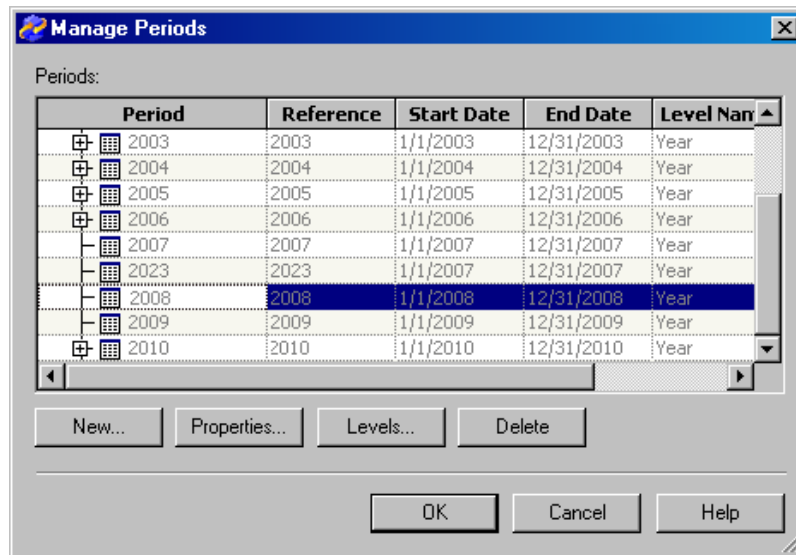 Manage Periods
Periods:
Period Reference Start Date End Date Level Nam
2003 2003 1/1/2003 12/31/2003 Year
2004 2004 1/1/2004 12/31/2004 Year
2005 2005 1/1/2005 12/31/2005 Year
2006 2006 1/1/2006 12/31/2006 Year
2007 2007 1/1/2007 12/31/2007 Year
2023 2023 1/1/2007 12/31/2007 Year
2008 2008 1/1/2008 12/31/2008 Year
2009 2009 1/1/2009 12/31/2009 Year
2010 2010 1/1/2010 12/31/2010 Year
New... Properties... Levels... Delete
OK Cancel Help